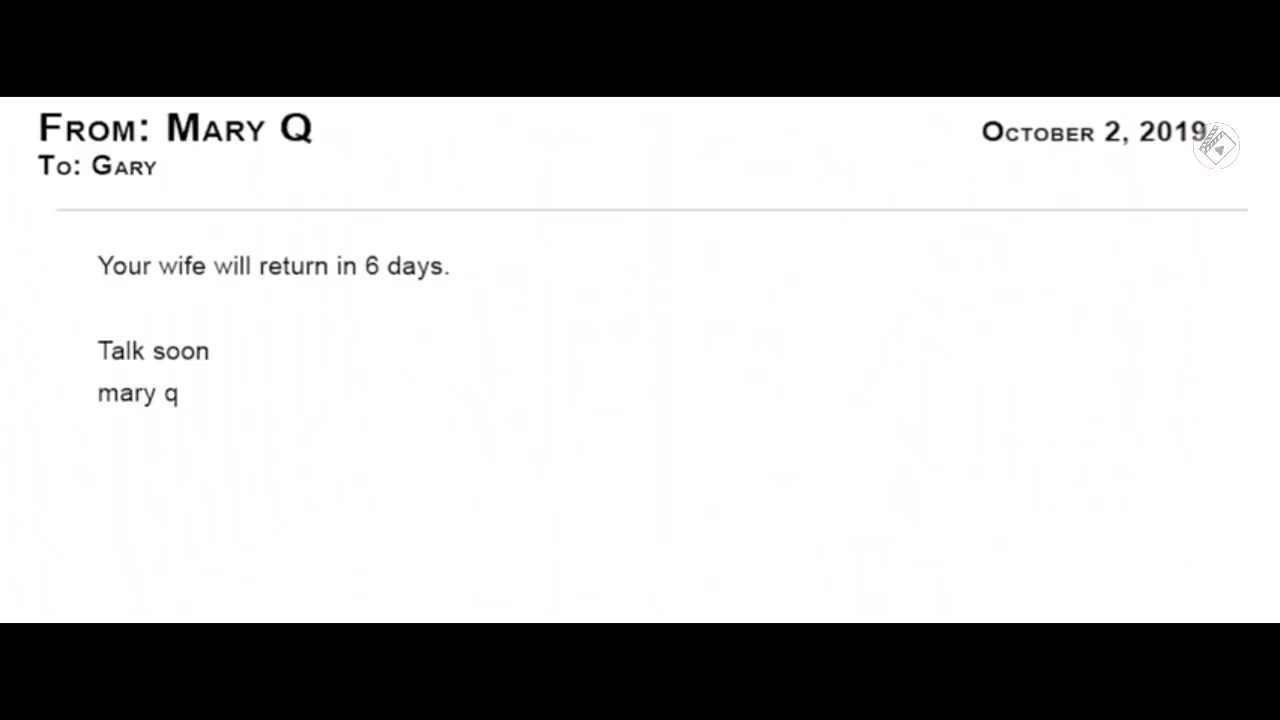 From: Mary Q
October 2, 2019
To: Gary
Your wife will return in 6 days.
Talk soon
mary q